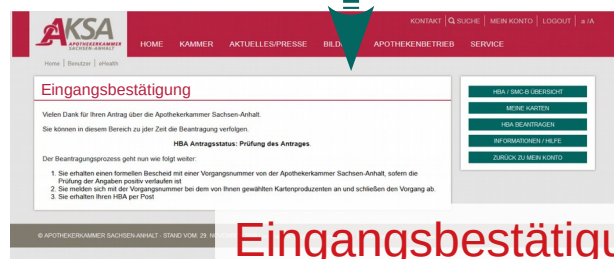 KONTAKT | SUCHE | MEIN KONTO | LOGOUT | a /A
AKSA
APOTHEKERKAMMER
SACHSEN-ANHALT
HOME KAMMER AKTUELLES/PRESSE APOTHEKENBETRIEB SERVICE
Home | Benutzer | eHealth
Eingangsbestätigung
Vielen Dank für Ihren Antrag über die Apothekerkammer Sachsen-Anhalt.
Sie können in diesem Bereich zu jder Zeit die Beantragung verfolgen.
HBA Antragsstatus: Prüfung des Antrages.
Der Beantragungsprozess geht nun wie folgt weiter:
1. Sie erhalten einen formellen Bescheid mit einer Vorgangsnummer von der Apothekerkammer Sachsen-Anhalt, sofern die
Prüfung der Angaben positiv verlaufen ist
2. Sie melden sich mit der Vorgangsnummer bei dem von Ihnen gewählten Kartenproduzenten an und schließen den Vorgang ab.
3. Sie erhalten Ihren HBA per Post
HBA / SMC-B ÜBERSICHT
MEINE KARTEN
HBA BEANTRAGEN
INFORMATIONEN / HILFE
ZURÜCK ZU MEIN KONTO
© APOTHEKERKAMMER SACHSEN-ANHALT - STAND VOM: 29.
Eingangsbestätigu